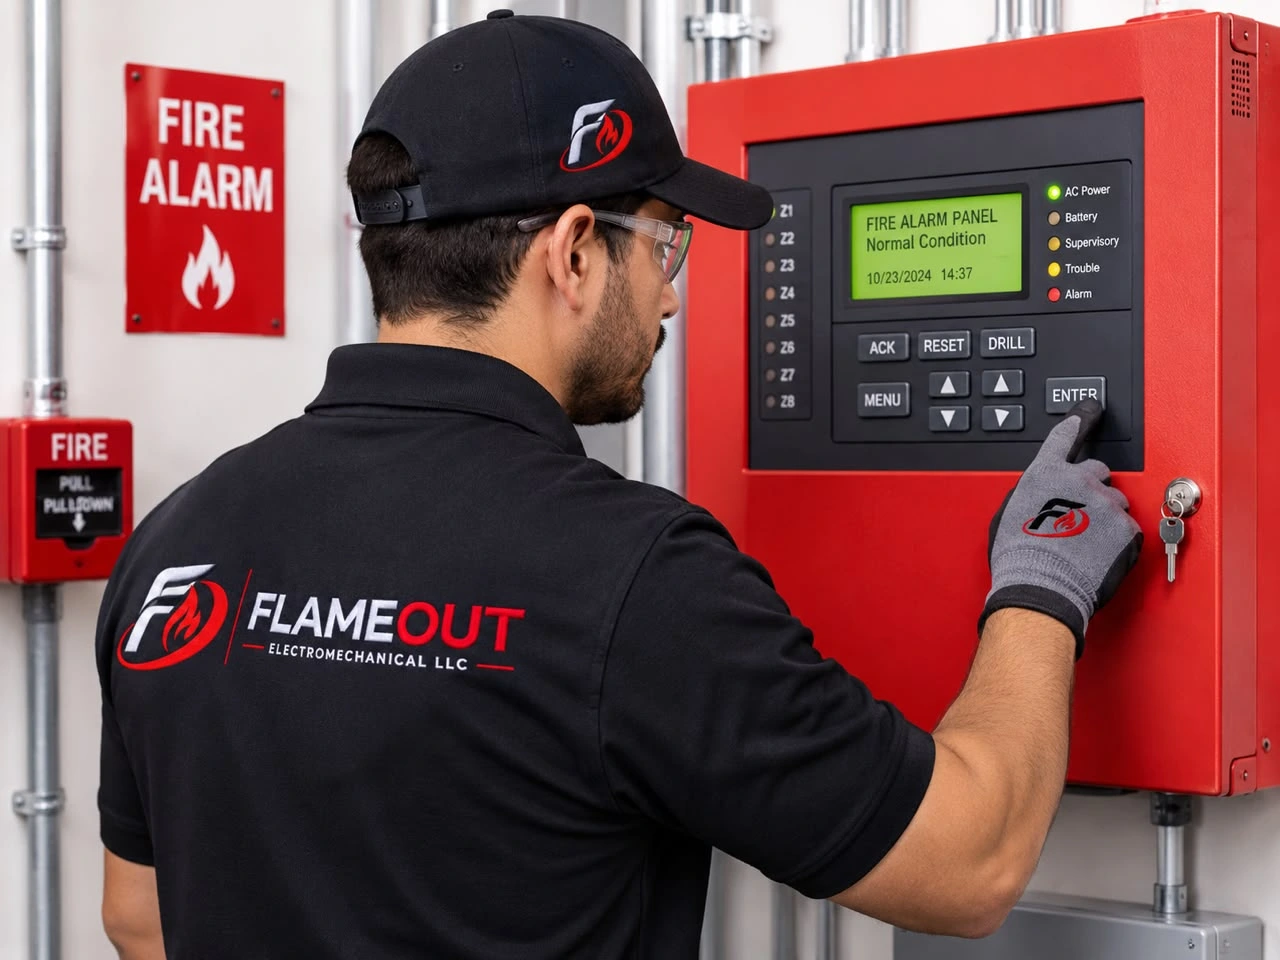 FIRE
ALARM
FIRE
PULL
FLAMEOUT
ELECTROMECHANICAL LLC
Z1
Z2
Z3
Z4
Z5
Z6
Z7
Z8
FIRE ALARM PANEL
Normal Condition
10/23/2024 14:37
AC Power
Battery
Supervisory
Trouble
Alarm
ACK
RESET
DRILL
MENU
ENTER